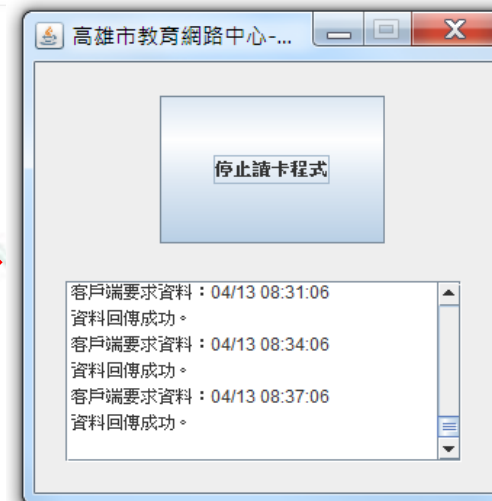 高雄市教育網路中心-...
停止讀卡程式
客戶端要求資料：04/13 08:31:06
資料回傳成功。
客戶端要求資料：04/13 08:34:06
資料回傳成功。
客戶端要求資料：04/13 08:37:06
資料回傳成功。